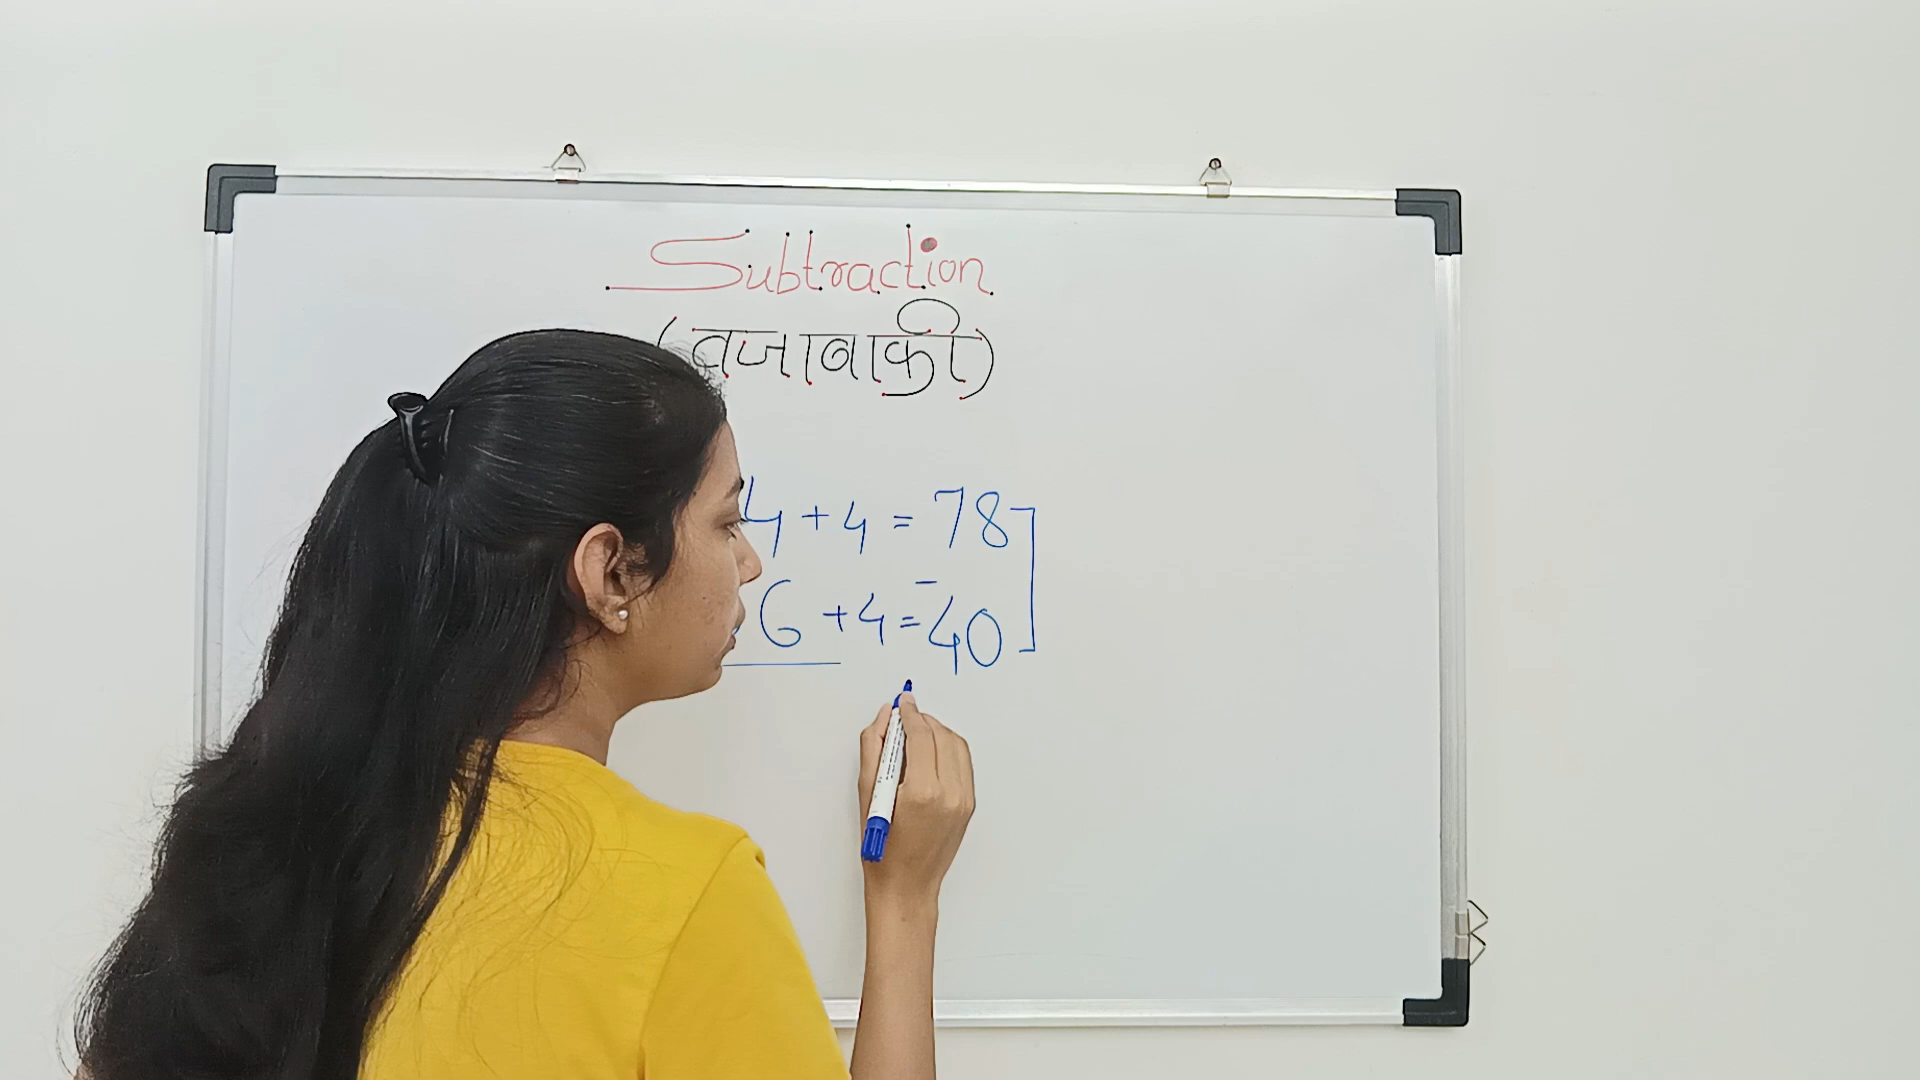 Subtraction
(वजाबाकी)
4 + 4 = 78
6 + 4 = - 40